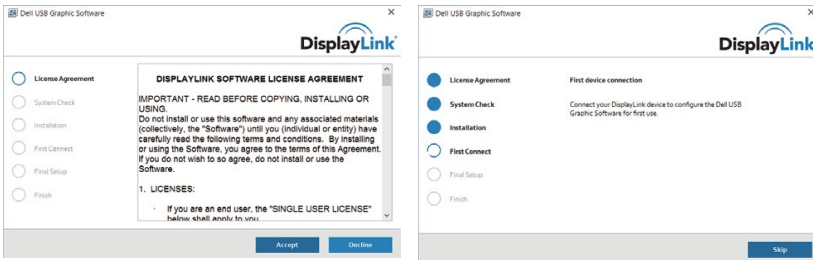 Dell USB Graphic Software
DisplayLink
License Agreement
System Check
Installation
First Connect
Final Setup
Finish
DISPLAYLINK SOFTWARE LICENSE AGREEMENT
IMPORTANT - READ BEFORE COPYING, INSTALLING OR
USING.
Do not install or use this software and any associated materials
(collectively, the "Software") until you (individual or entity) have
carefully read the following terms and conditions. By installing
or using the Software, you agree to the terms of this Agreement.
If you do not wish to so agree, do not install or use the
Software.
1. LICENSES:
· If you are an end user, the "SINGLE USER LICENSE"
below shall apply to you
Accept
Decline
Dell USB Graphic Software
DisplayLink
License Agreement
System Check
Installation
First Connect
Final Setup
Finish
First device connection
Connect your DisplayLink device to configure the Dell USB
Graphic Software for first use.
Skip